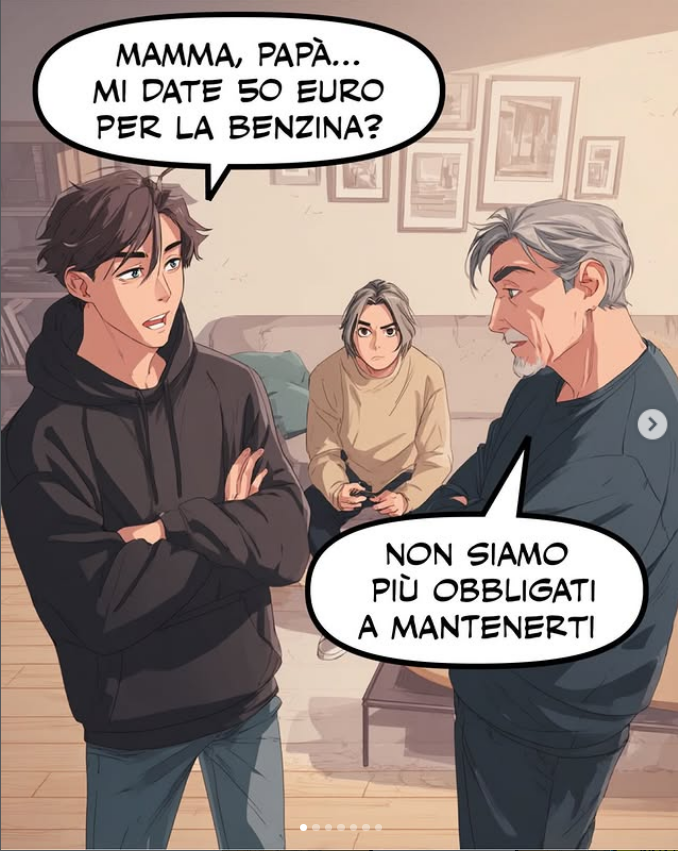 MAMMA, PAPÀ...
MI DATE 50 EURO
PER LA BENZINA?
NON SIAMO
PIÙ OBBLIGATI
A MANTENERTI